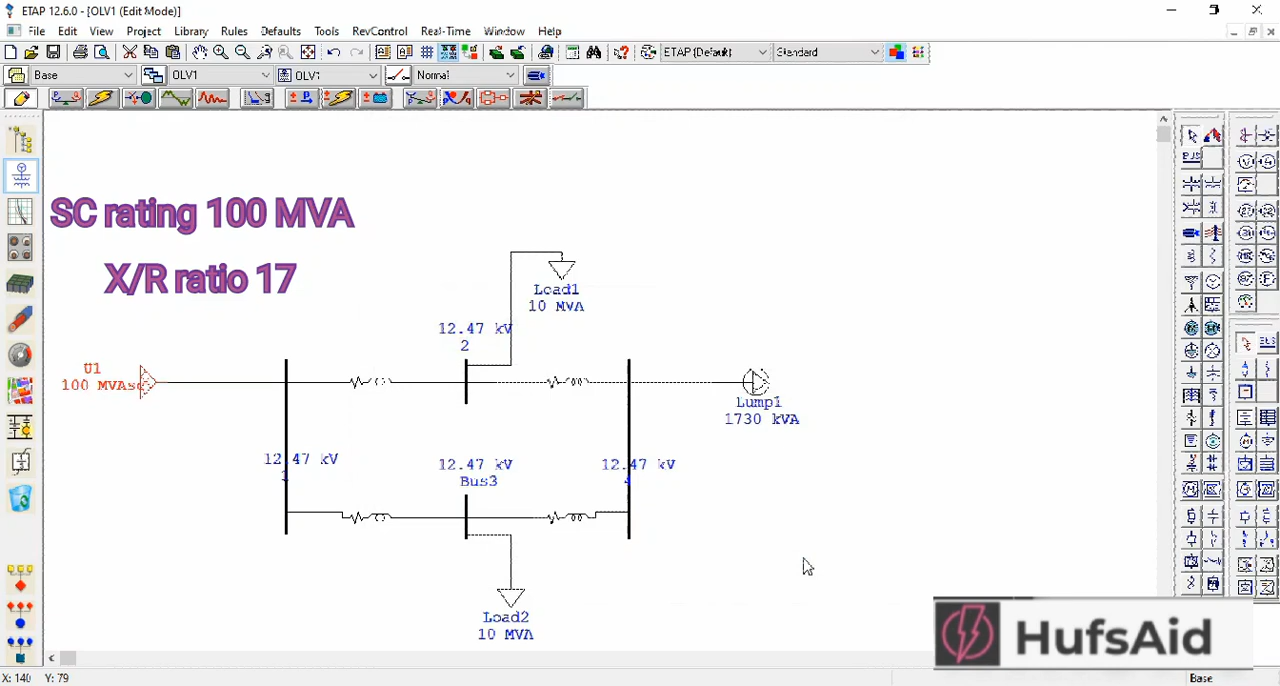 ETAP 12.6.0 - [OLV1 (Edit Mode)]
File Edit View Project Library Rules Defaults Tools RevControl Real-Time Window Help
ETAP (Default) Standard
Base OLV1 OLV1 Normal
SC rating 100 MVA
X/R ratio 17
Load1
10 MVA
12.47 kV
2
U1
100 MVAsc
Lump1
1730 kVA
12.47 kV
1
12.47 kV
Bus3
12.47 kV
4
Load2
10 MVA
HufsAid
X: 140 Y: 79
Base